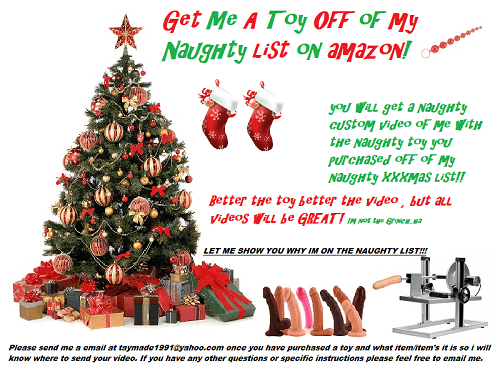 Get Me A Toy OFF oF My
Naughty List on amazon!
you Will get a Naughty
custom video oF Me With
the Naughty toy you
purchased oFF oF My
Naughty XXXmas List!!
Better the toy better the video , but all
videos Will be GREAT! IM not the Grinch..ha
LET ME SHOW YOU WHY IM ON THE NAUGHTY LIST!!!
Please send me a email at taymade1991@yahoo.com once you have purchased a toy and what item/item's it is so i will
know where to send your video. If you have any other questions or specific instructions please feel free to email me.